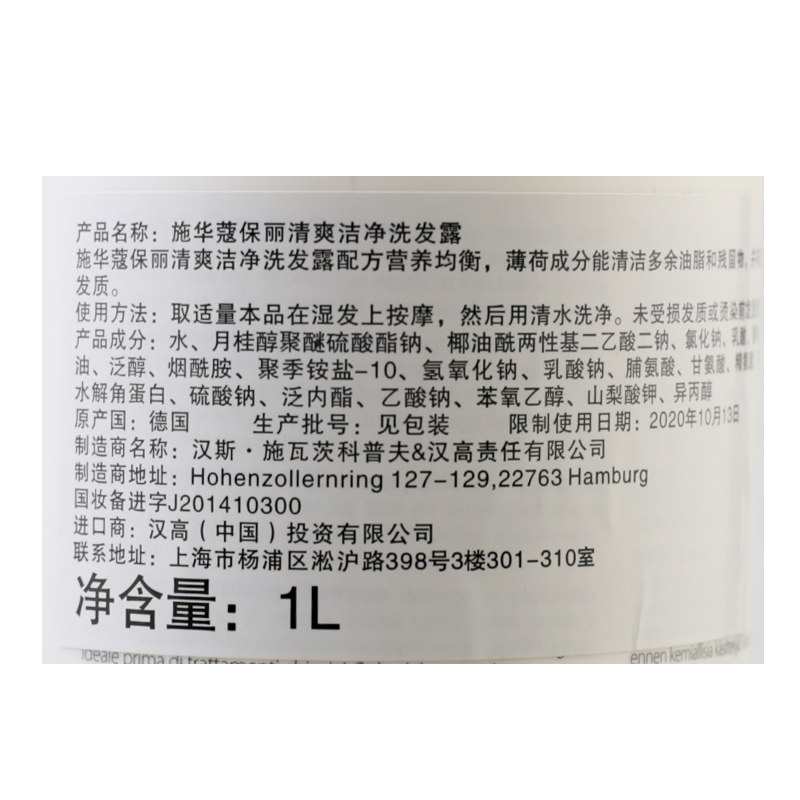 产品名称：施华蔻保丽清爽洁净洗发露
施华蔻保丽清爽洁净洗发露配方营养均衡，薄荷成分能清洁多余油脂和残留物，
发质。
使用方法：取适量本品在湿发上按摩，然后用清水洗净。未受损发质或烫染前
产品成分：水、月桂醇聚醚硫酸酯钠、椰油酰两性基二乙酸二钠、氯化钠、乳酸、
油、泛醇、烟酰胺、聚季铵盐-10、氢氧化钠、乳酸钠、脯氨酸、甘氨酸、
水解角蛋白、硫酸钠、泛内酯、乙酸钠、苯氧乙醇、山梨酸钾、异丙醇
原产国：德国 生产批号：见包装 限制使用日期：2020年10月13日
制造商名称：汉斯·施瓦茨科普夫&汉高责任有限公司
制造商地址：Hohenzollernring 127-129,22763 Hamburg
国妆备进字J201410300
进口商：汉高（中国）投资有限公司
联系地址：上海市杨浦区淞沪路398号3楼301-310室
净含量：1L
ideale prima di trattamenti
ennen kemiallisia